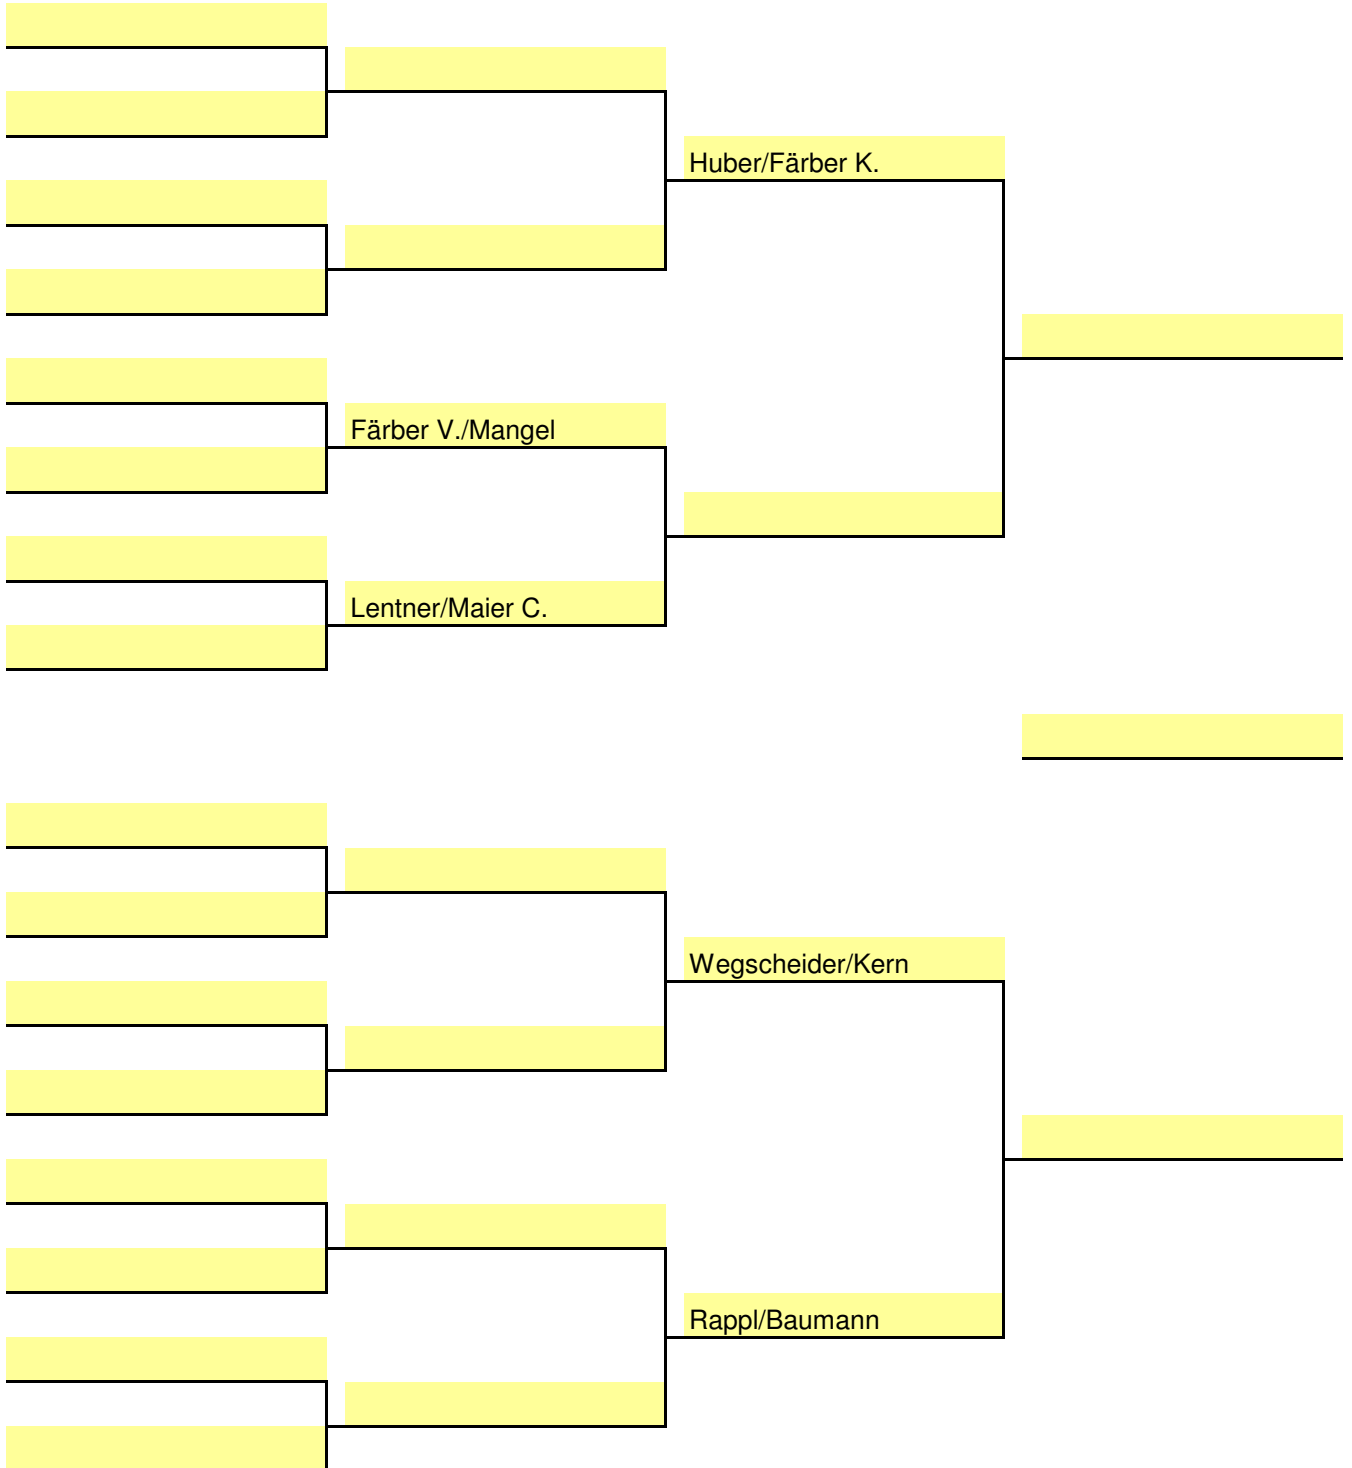 Huber/Färber K.
Färber V./Mangel
Lentner/Maier C.
Wegscheider/Kern
Rappl/Baumann